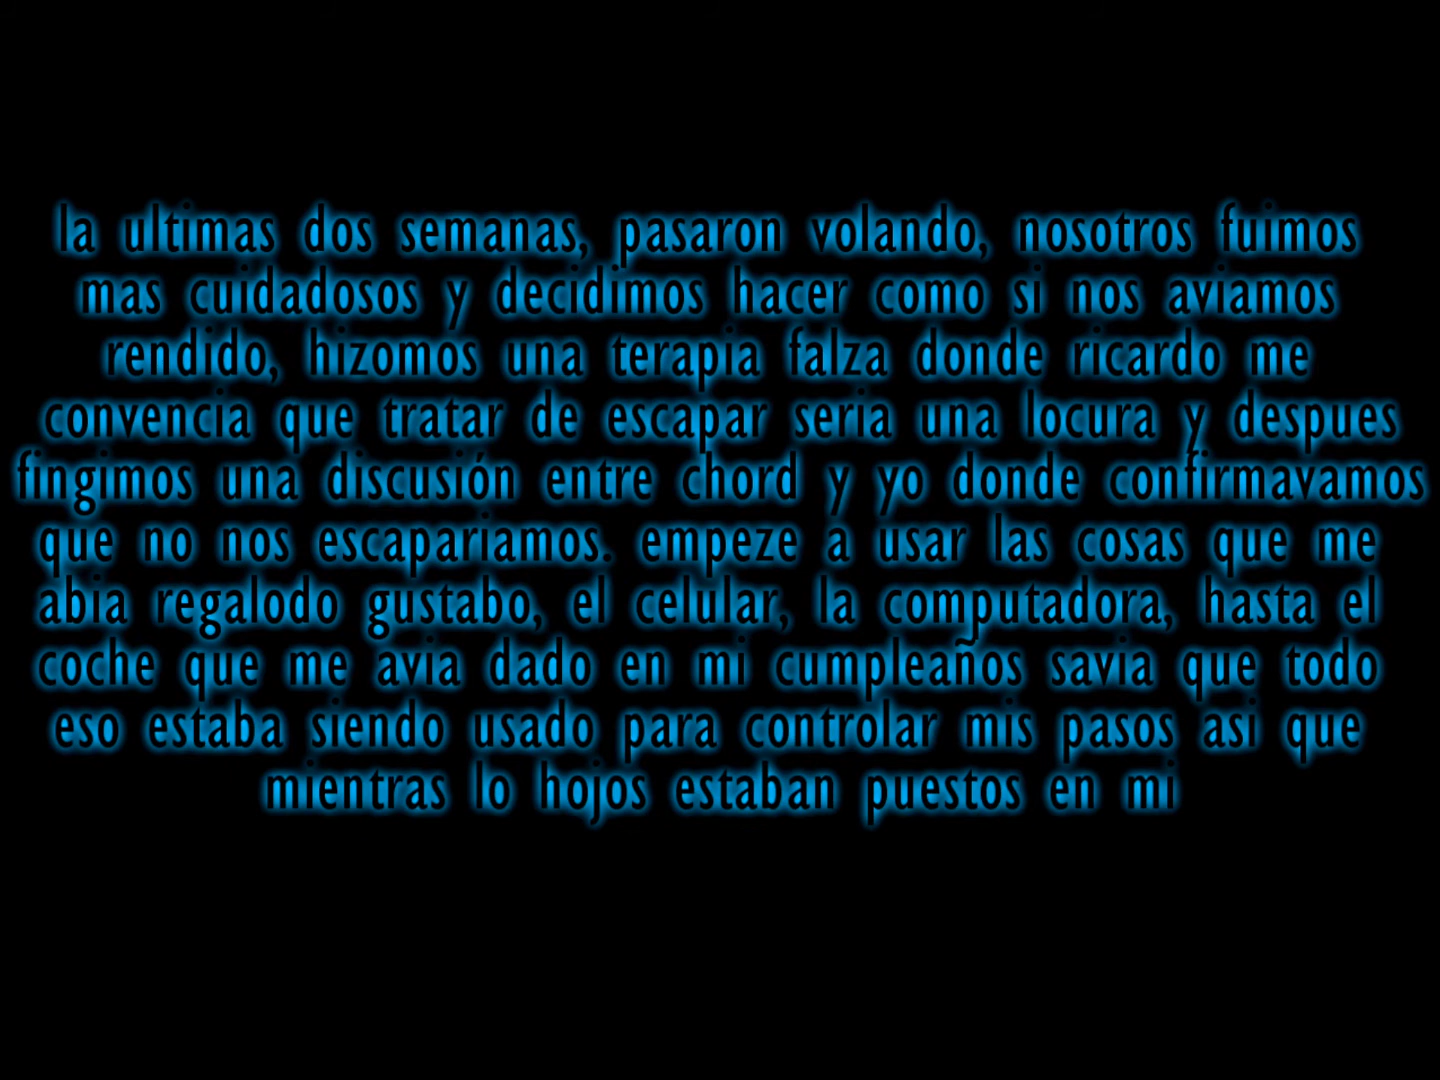 la ultimas dos semanas, pasaron volando, nosotros fuimos
mas cuidadosos y decidimos hacer como si nos aviamos
rendido, hizomos una terapia falza donde ricardo me
convencia que tratar de escapar seria una locura y despues
fingimos una discusión entre chord y yo donde confirmavamos
que no nos escapariamos. empeze a usar las cosas que me
abia regalodo gustabo, el celular, la computadora, hasta el
coche que me avia dado en mi cumpleaños savia que todo
eso estaba siendo usado para controlar mis pasos asi que
mientras lo hojos estaban puestos en mi